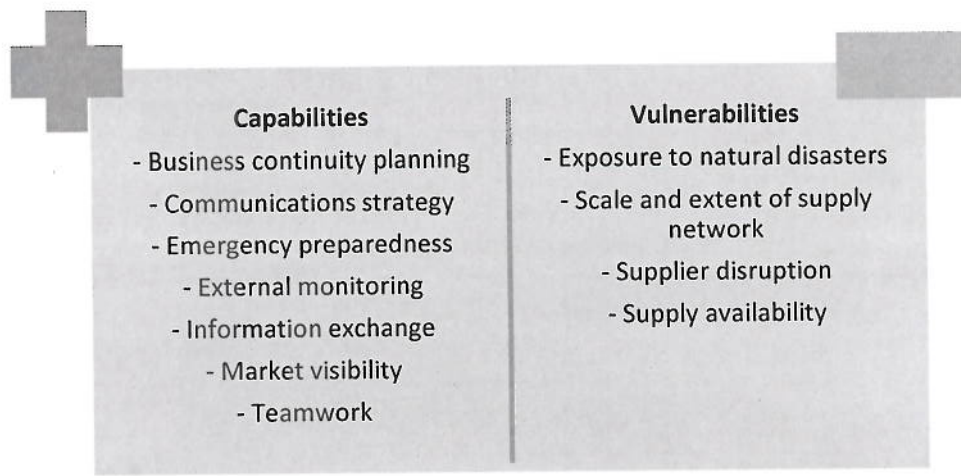 Capabilities
- Business continuity planning
- Communications strategy
- Emergency preparedness
- External monitoring
- Information exchange
- Market visibility
- Teamwork
Vulnerabilities
- Exposure to natural disasters
- Scale and extent of supply
network
- Supplier disruption
- Supply availability